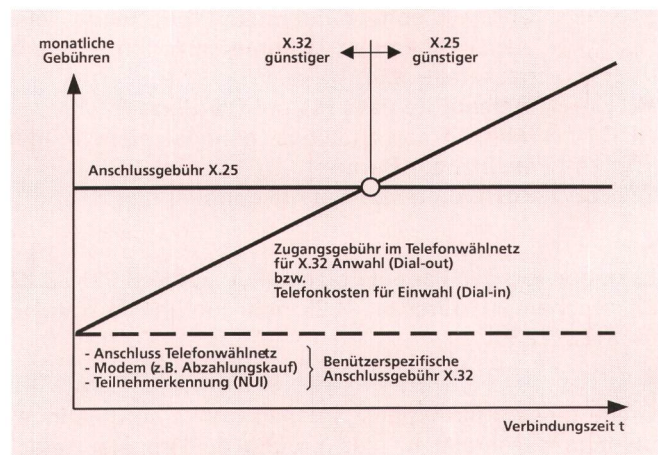 monatliche
Gebühren
X.32
günstiger
X.25
günstiger
Anschlussgebühr X.25
Zugangsgebühr im Telefonwählnetz
für X.32 Anwahl (Dial-out)
bzw.
Telefonkosten für Einwahl (Dial-in)
- Anschluss Telefonwählnetz
- Modem (z.B. Abzahlungskauf)
- Teilnehmerkennung (NUI)
Benützerspezifische
Anschlussgebühr X.32
Verbindungszeit t